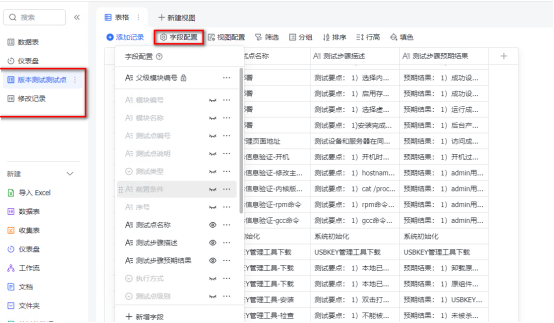 搜索
表格
新建视图
添加记录 字段配置 视图配置 筛选 分组 排序 行高 填色
数据表
仪表盘
版本测试测试点
修改记录
新建
导入 Excel
数据表
收集表
仪表盘
工作流
文档
文件夹
字段配置
父级模块编号
模块编号
模块名称
测试点编号
测试点说明
测试类型
前置条件
序号
测试点名称
测试步骤描述
测试步骤预期结果
执行方式
测试点级别
新增字段
点名称 测试步骤描述 测试步骤预期结果
测试要点： 1）选择内... 预期结果： 1）成功设...
测试要点： 1）启用存... 预期结果： 1）成功设...
测试要点： 1）选择虚... 预期结果： 1）运行成...
测试要点： 1)安装完成... 预期结果： 1）后台产...
管理页面地址 测试设备和服务器在同... 预期结果： 1）访问成...
信息验证-开机 测试要点： 1）开机时... 预期结果： 1）开机过...
信息验证-修改主... 测试要点： 1）hostnam... 预期结果： 1）admin用...
信息验证-内核版... 测试要点： 1）cat /proc... 预期结果： 1）admin用...
信息验证-rpm命令 测试要点： 1）rpm命令... 预期结果： 1）admin用...
信息验证-gcc命令 测试要点： 1）gcc命令... 预期结果： 1）admin用...
始化 系统初始化 系统初始化
KEY管理工具下载 USBKEY管理工具下载 USBKEY管理工具下载
KEY管理工具-下载 测试要点： 1）本地已... 预期结果： 1）卸载原...
KEY管理工具-下载 测试要点： 1）本地已... 预期结果： 1）原组件...
KEY管理工具-安装 测试要点： 1）双击打... 预期结果： 1）USBKEY...
KEY管理工具-检查 测试要点： 1）不能被... 预期结果： 1）未被杀...